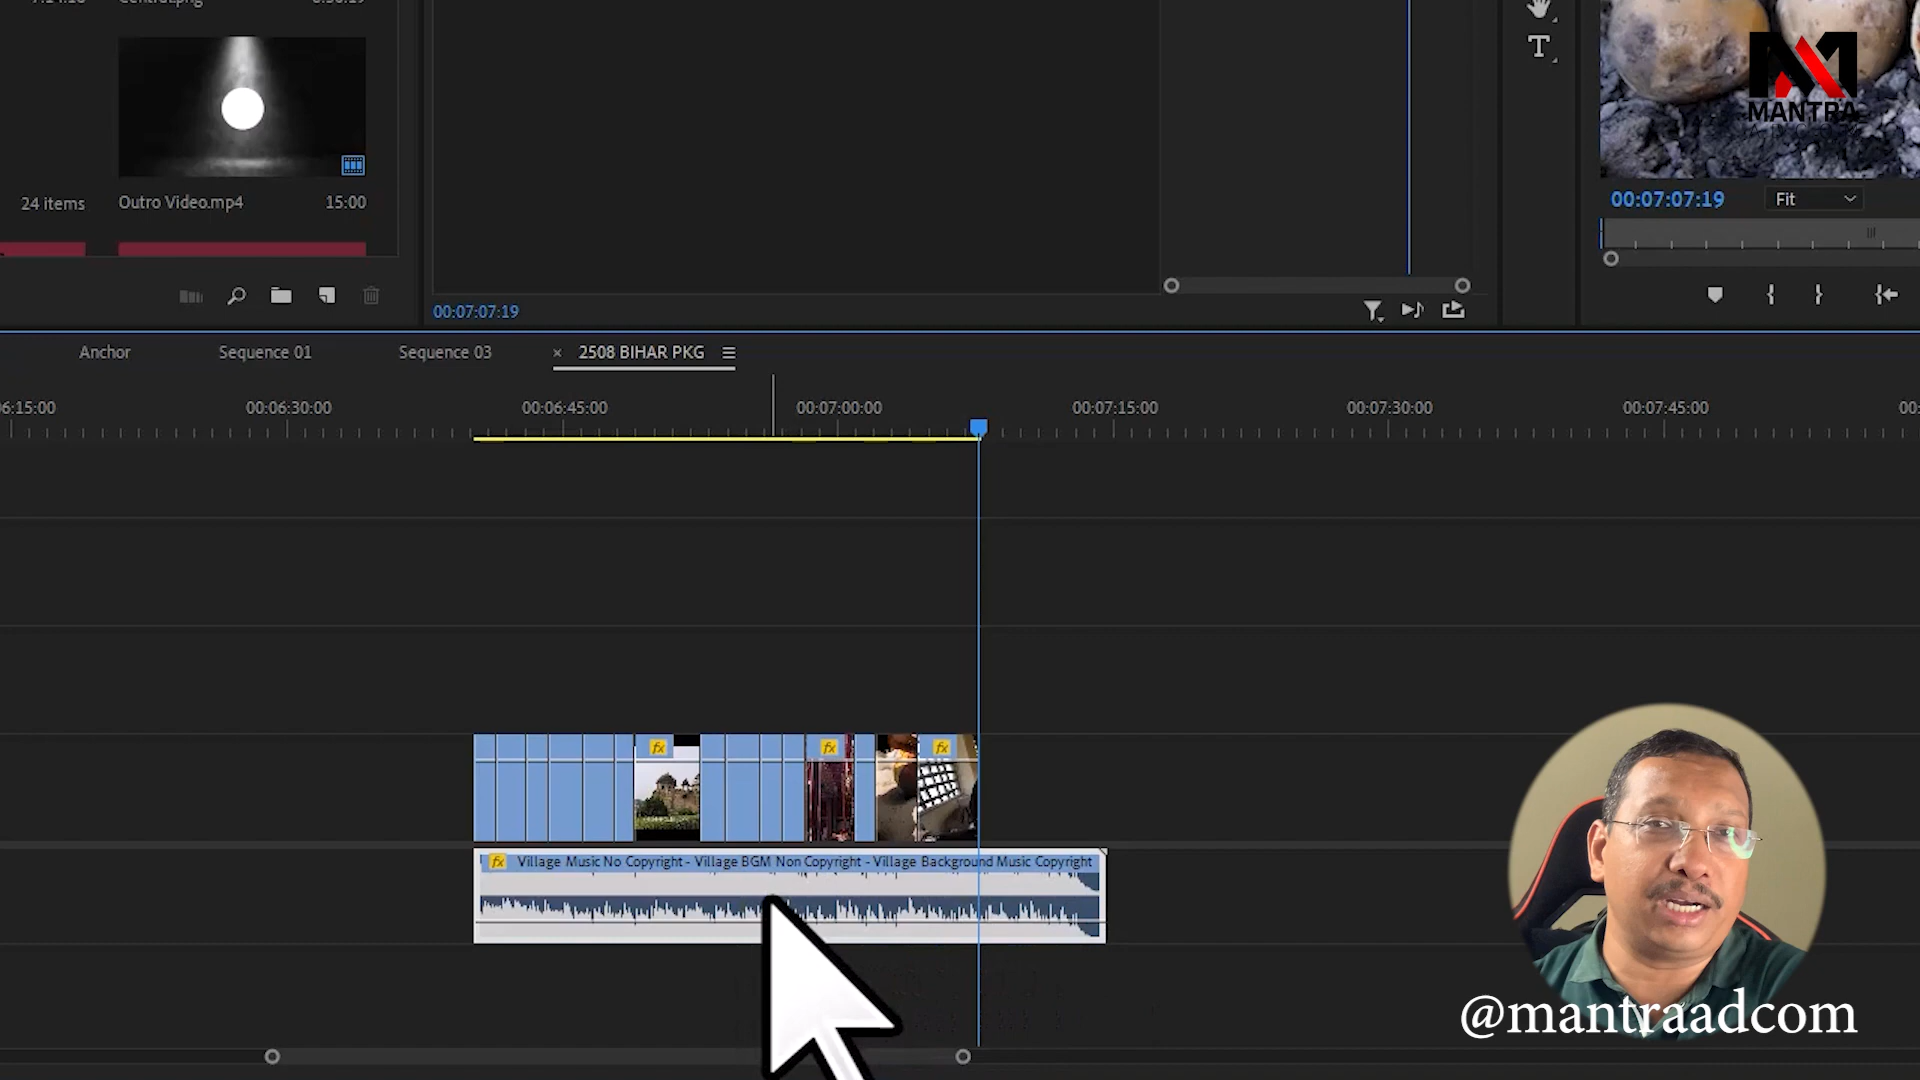 24 items
Outro Video.mp4
15:00
T
MANTRA
00:07:07:19
Fit
00:07:07:19
Anchor
Sequence 01
Sequence 03
× 2508 BIHAR PKG
6:15:00
00:06:30:00
00:06:45:00
00:07:00:00
00:07:15:00
00:07:30:00
00:07:45:00
fx
fx
fx
fx Village Music No Copyright - Village BGM Non Copyright - Village Background Music Copyright
@mantraadcom